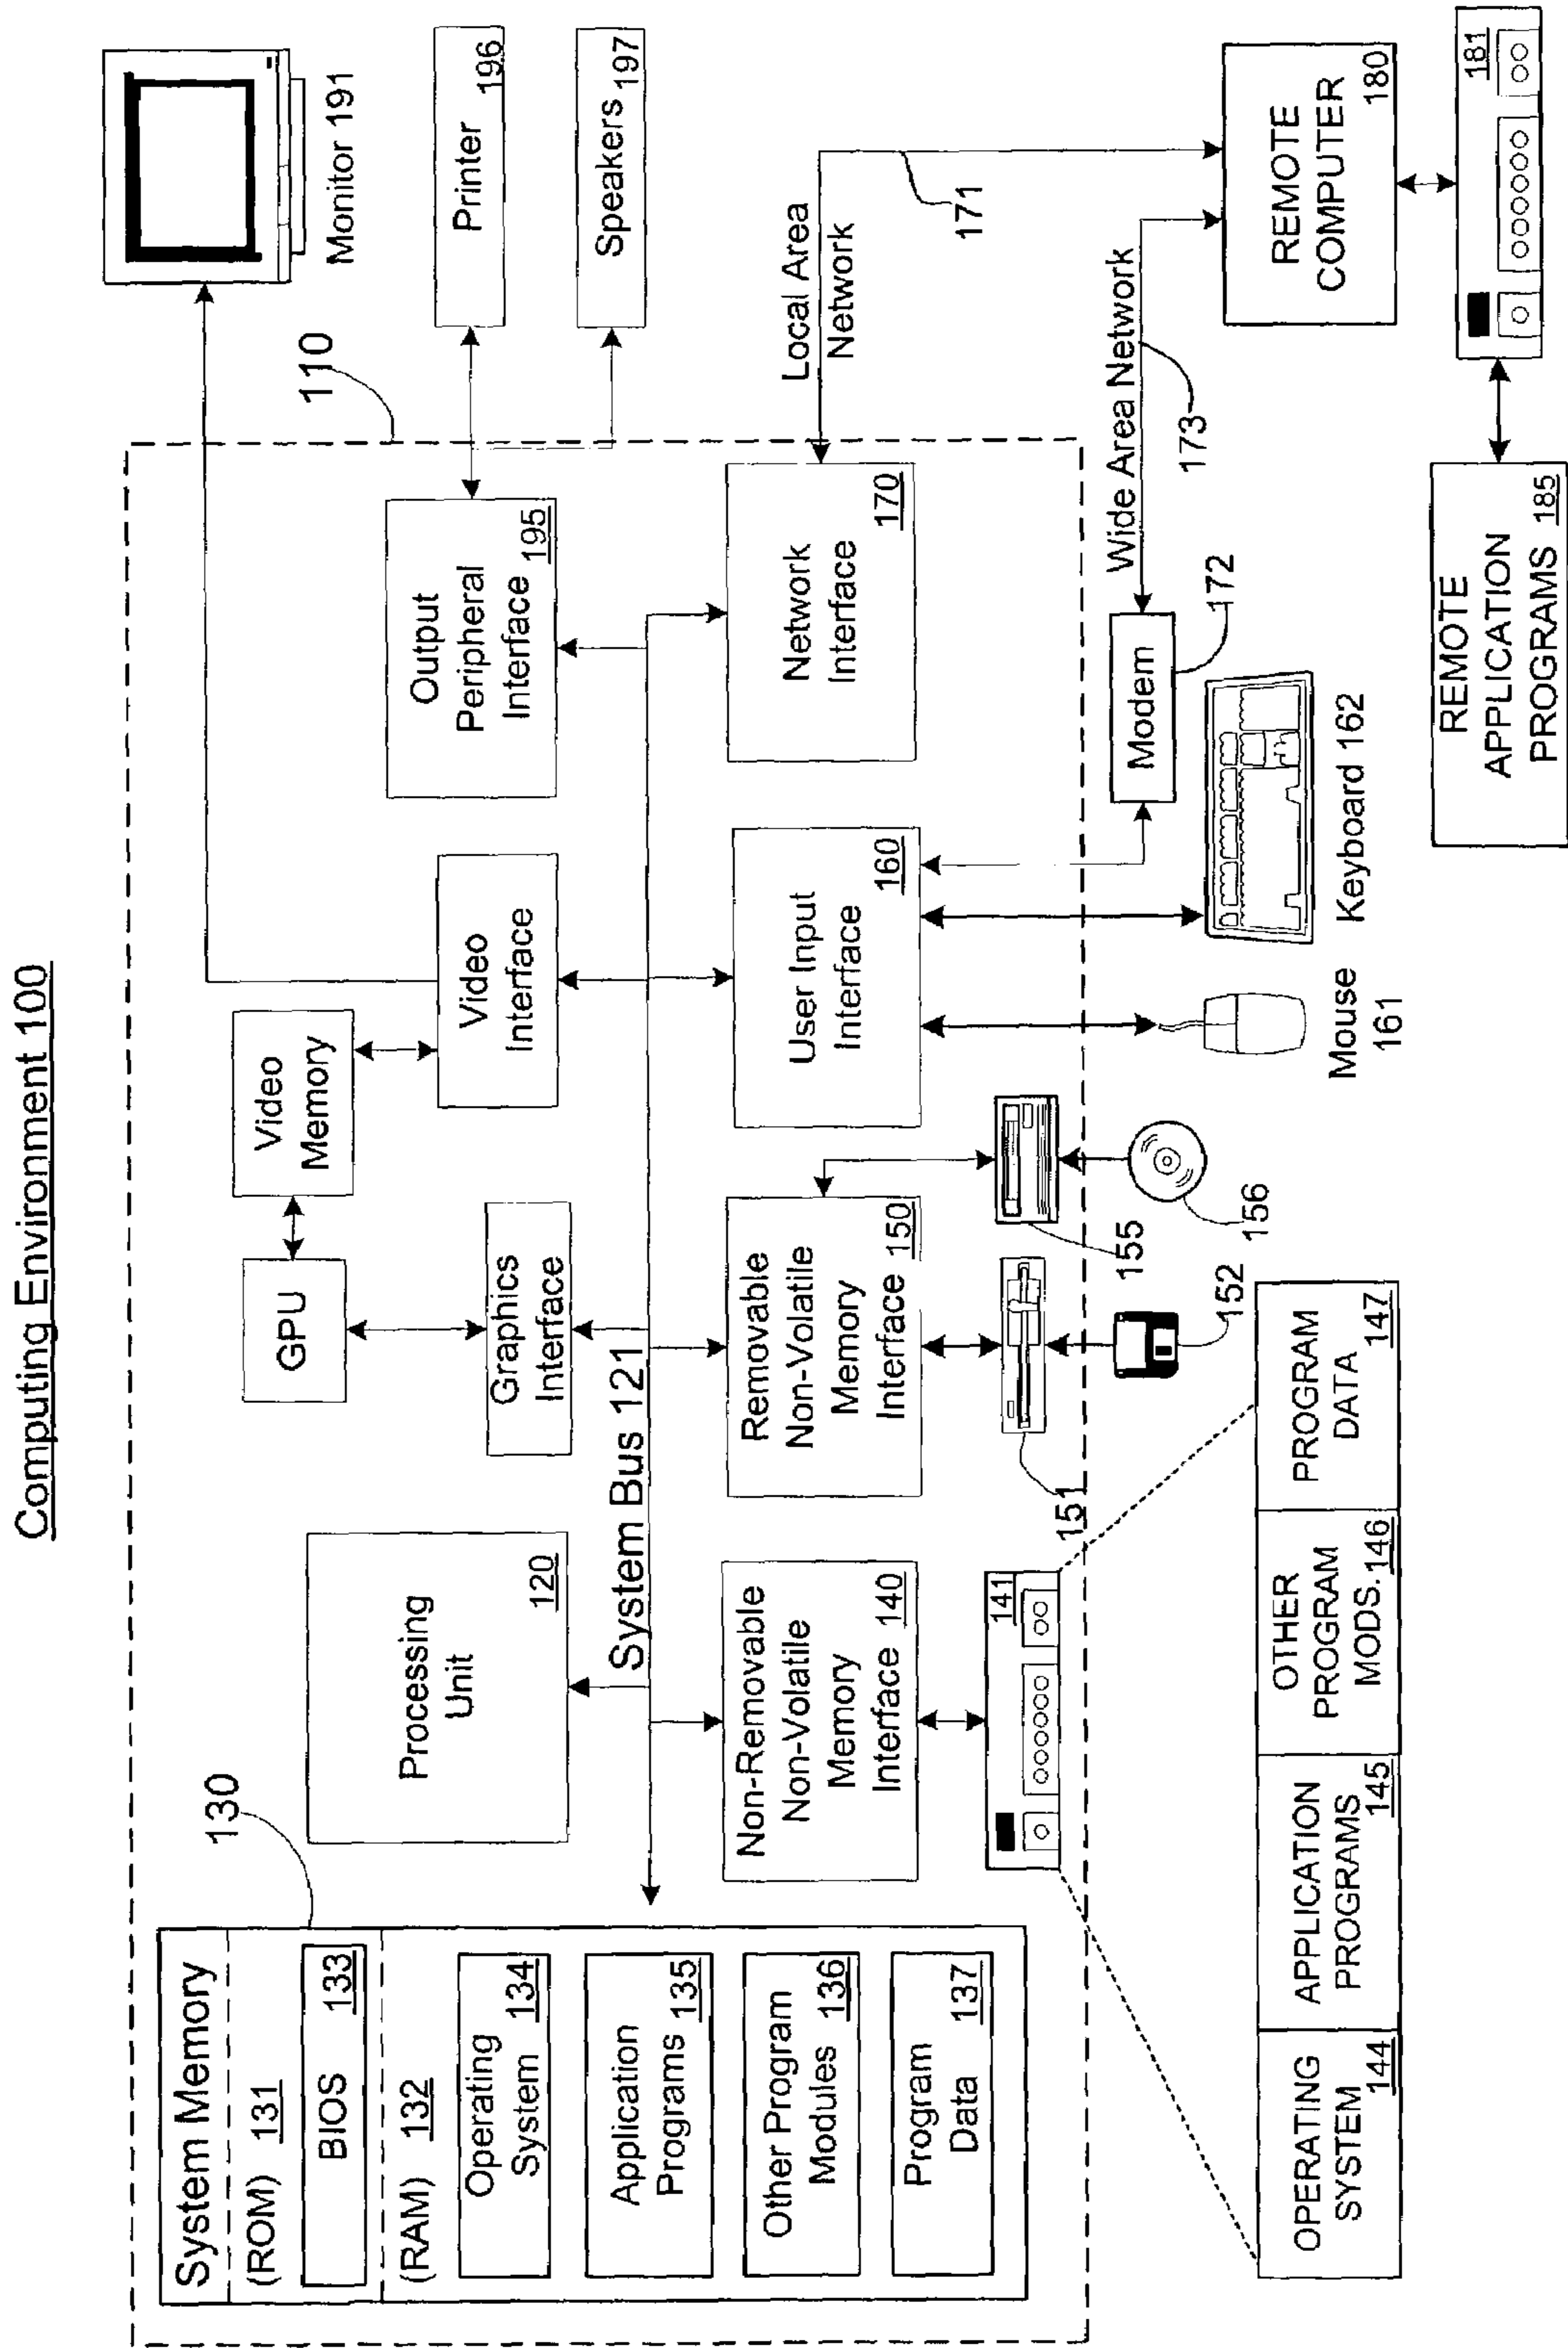 Computing Environment 100
System Memory
(ROM) 131
BIOS 133
(RAM) 132
Operating
System 134
Application
Programs 135
Other Program
Modules 136
Program
Data 137
130
Processing
Unit
120
System Bus 121
GPU
Video
Memory
Graphics
Interface
Video
Interface
Output
Peripheral
Interface 195
110
Monitor 191
Printer
196
Speakers 197
Non-Removable
Non-Volatile
Memory
Interface 140
Removable
Non-Volatile
Memory
Interface 150
User Input
Interface
160
Network
Interface
170
Local Area
Network
171
141
151
155
152
156
Mouse
161
Keyboard 162
Modem
172
Wide Area Network
173
REMOTE
COMPUTER
180
181
REMOTE
APPLICATION
PROGRAMS 185
OPERATING
SYSTEM 144
APPLICATION
PROGRAMS 145
OTHER
PROGRAM
MODS. 146
PROGRAM
DATA 147